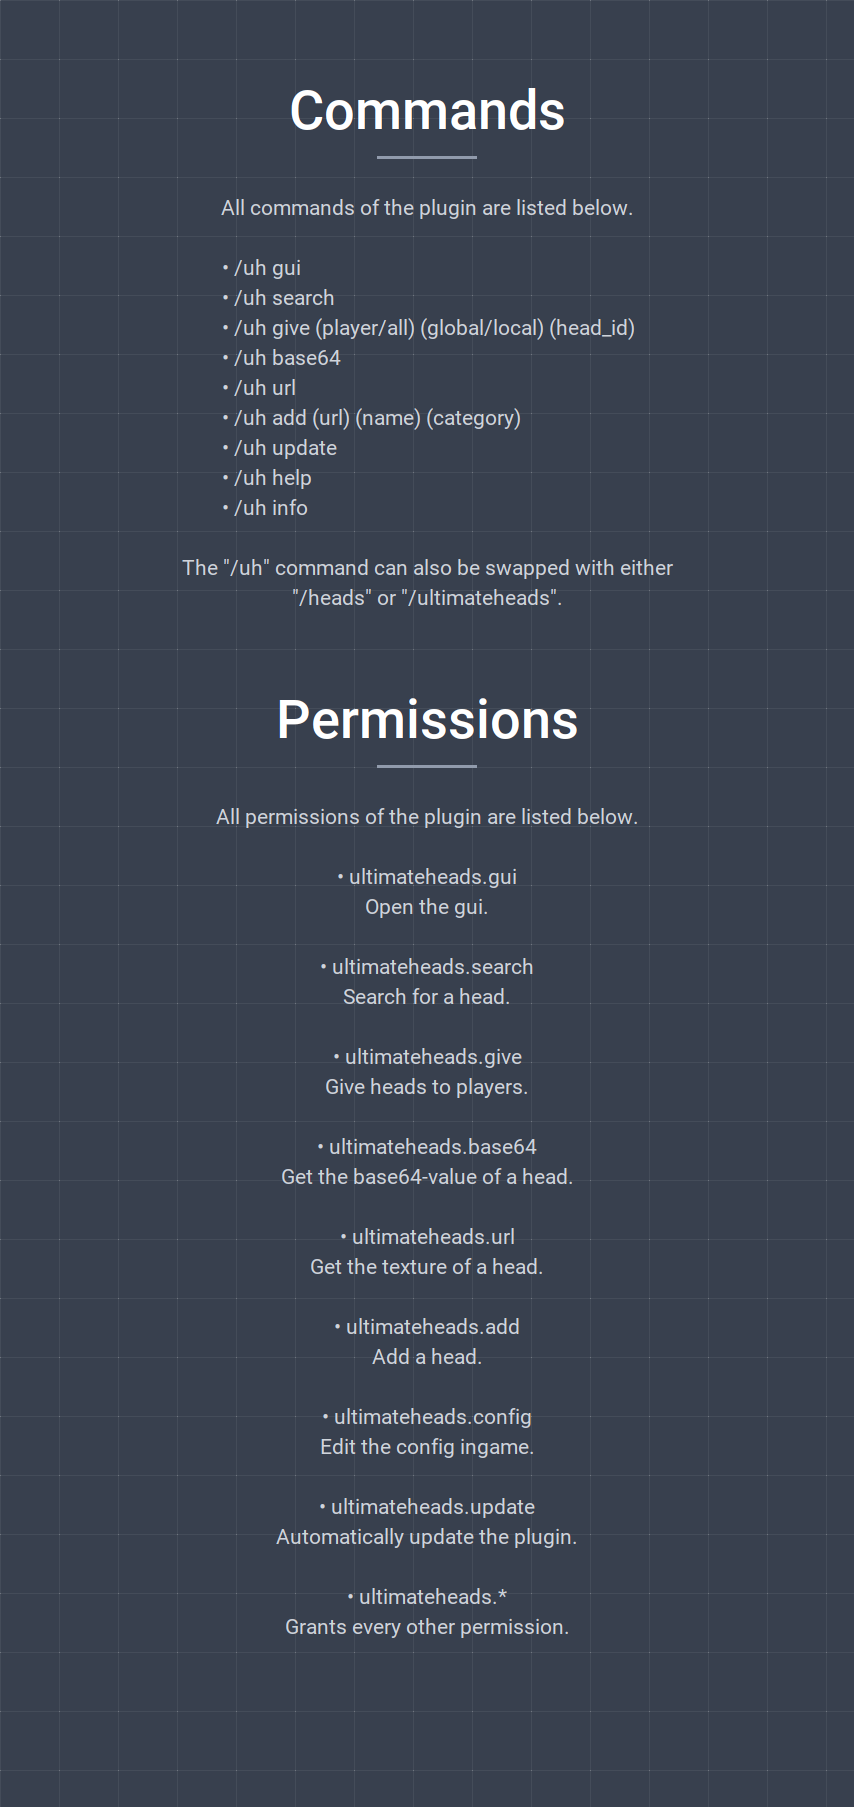 Commands
All commands of the plugin are listed below.
• /uh gui
• /uh search
• /uh give (player/all) (global/local) (head_id)
• /uh base64
• /uh url
• /uh add (url) (name) (category)
• /uh update
• /uh help
• /uh info
The "/uh" command can also be swapped with either
"/heads" or "/ultimateheads".
Permissions
All permissions of the plugin are listed below.
• ultimateheads.gui
Open the gui.
• ultimateheads.search
Search for a head.
• ultimateheads.give
Give heads to players.
• ultimateheads.base64
Get the base64-value of a head.
• ultimateheads.url
Get the texture of a head.
• ultimateheads.add
Add a head.
• ultimateheads.config
Edit the config ingame.
• ultimateheads.update
Automatically update the plugin.
• ultimateheads.*
Grants every other permission.